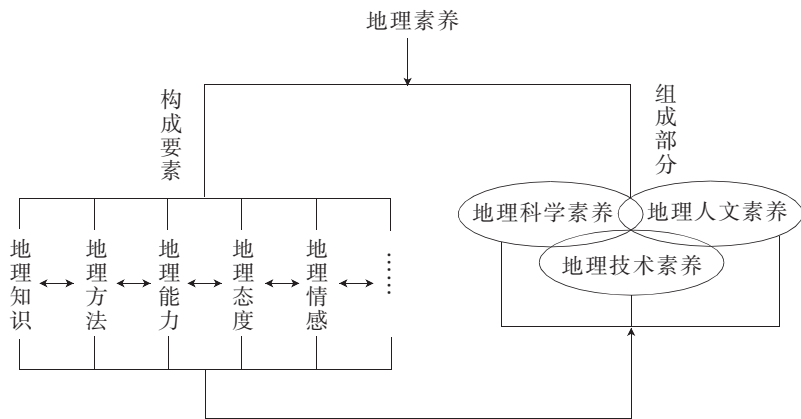 地理素养
构成要素
组成部分
地理科学素养
地理人文素养
地理技术素养
地理知识
地理方法
地理能力
地理态度
地理情感
……